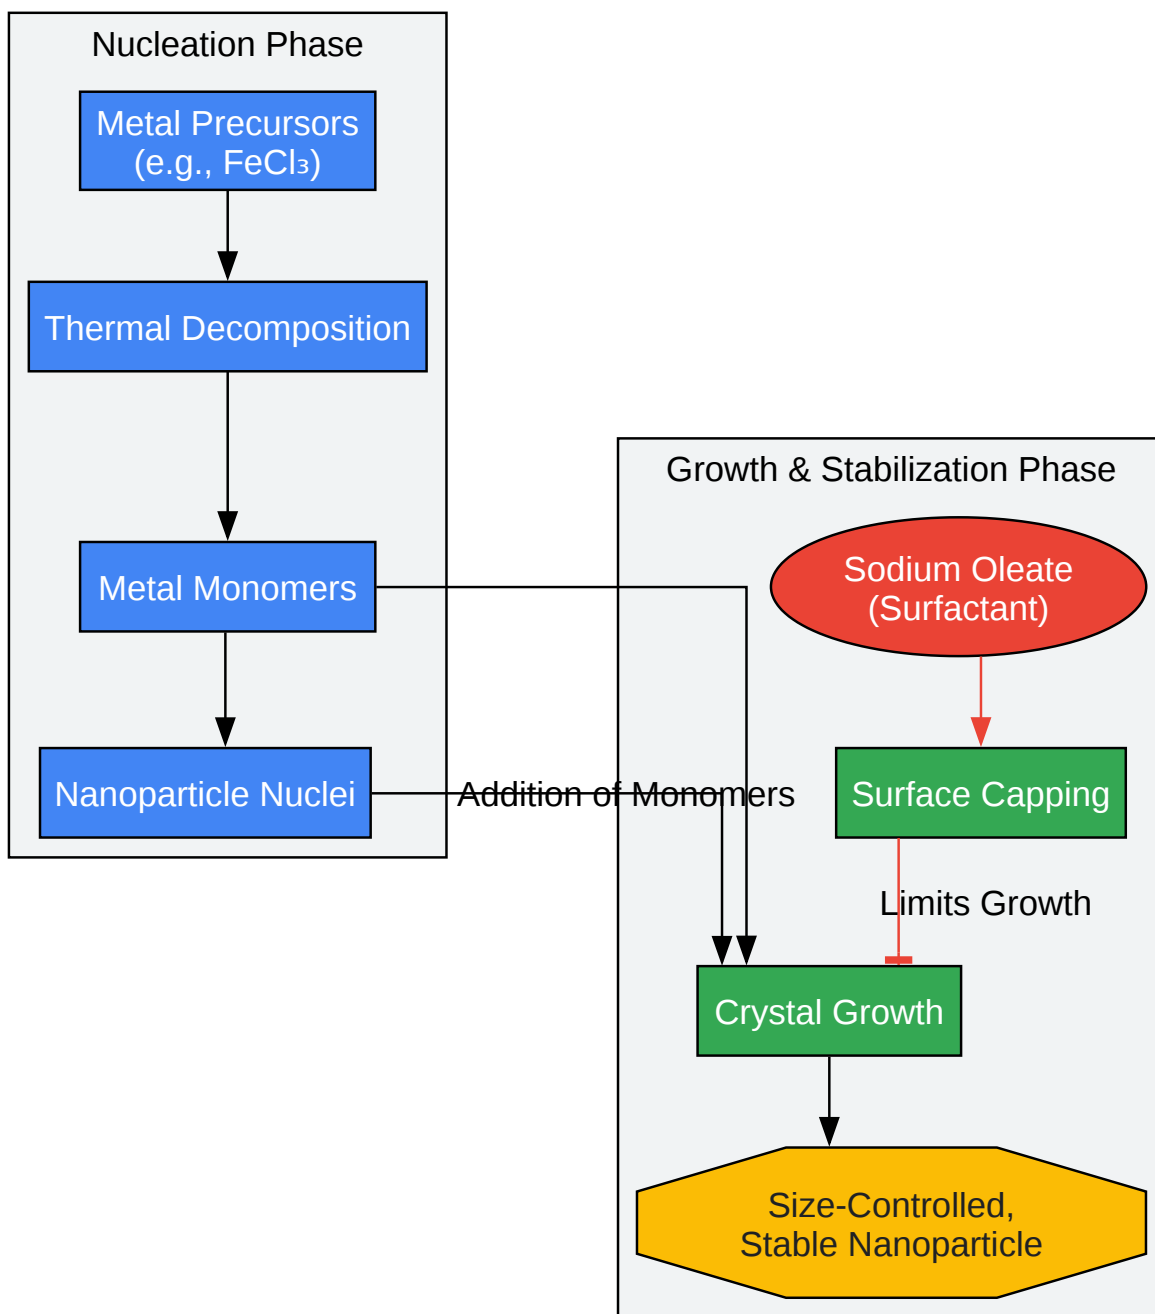 Nucleation Phase
Metal Precursors
(e.g., FeCl₃)
Thermal Decomposition
Metal Monomers
Nanoparticle Nuclei
Addition of Monomers
Growth & Stabilization Phase
Sodium Oleate
(Surfactant)
Surface Capping
Limits Growth
Crystal Growth
Size-Controlled,
Stable Nanoparticle